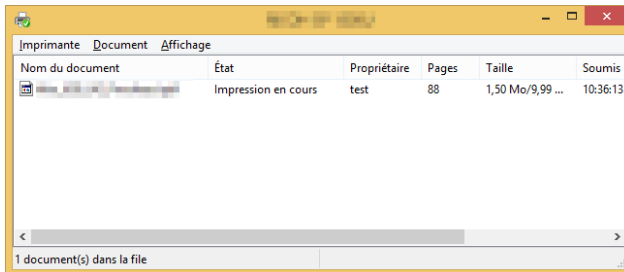 Imprimante Document Affichage
Nom du document État Propriétaire Pages Taille Soumis
Impression en cours test 88 1,50 Mo/9,99 ... 10:36:13
1 document(s) dans la file